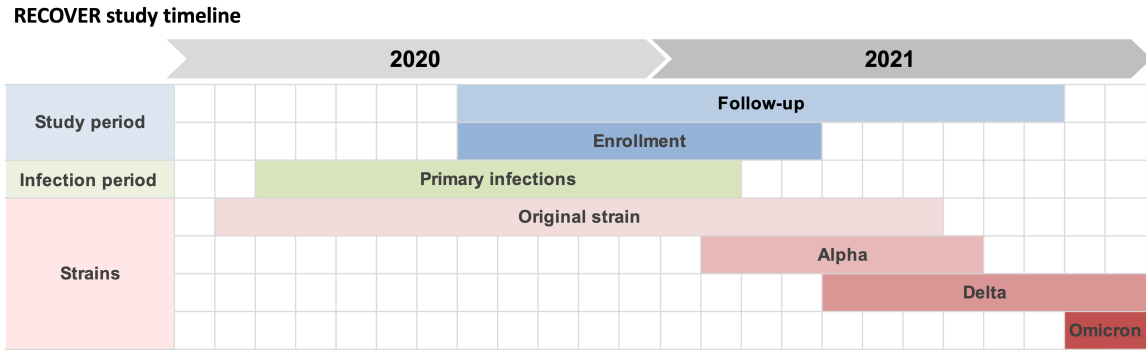 RECOVER study timeline
2020
2021
Study period
Follow-up
Enrollment
Infection period
Primary infections
Strains
Original strain
Alpha
Delta
Omicron